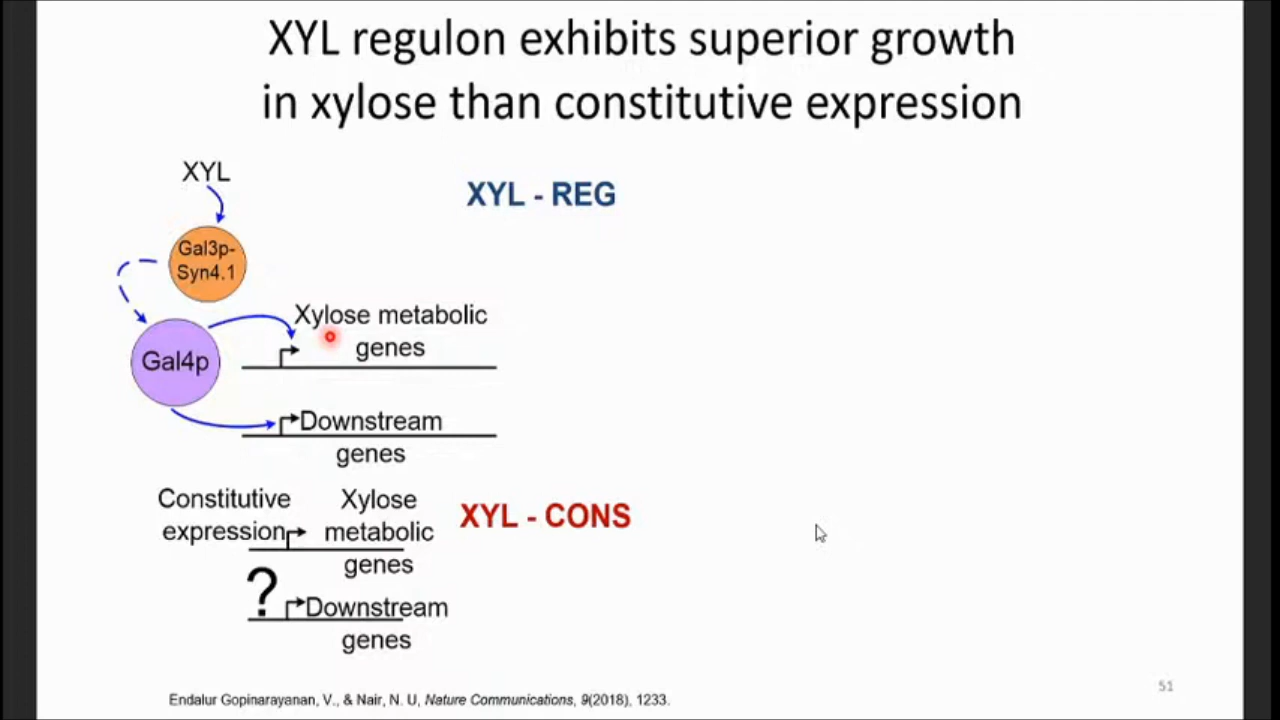 XYL regulon exhibits superior growth
in xylose than constitutive expression
XYL
XYL - REG
Gal3p-
Syn4.1
Xylose metabolic
genes
Gal4p
Downstream
genes
Constitutive
expression
Xylose
metabolic
genes
XYL - CONS
?
Downstream
genes
Endalur Gopinarayanan, V., & Nair, N. U, Nature Communications, 9(2018), 1233.
51